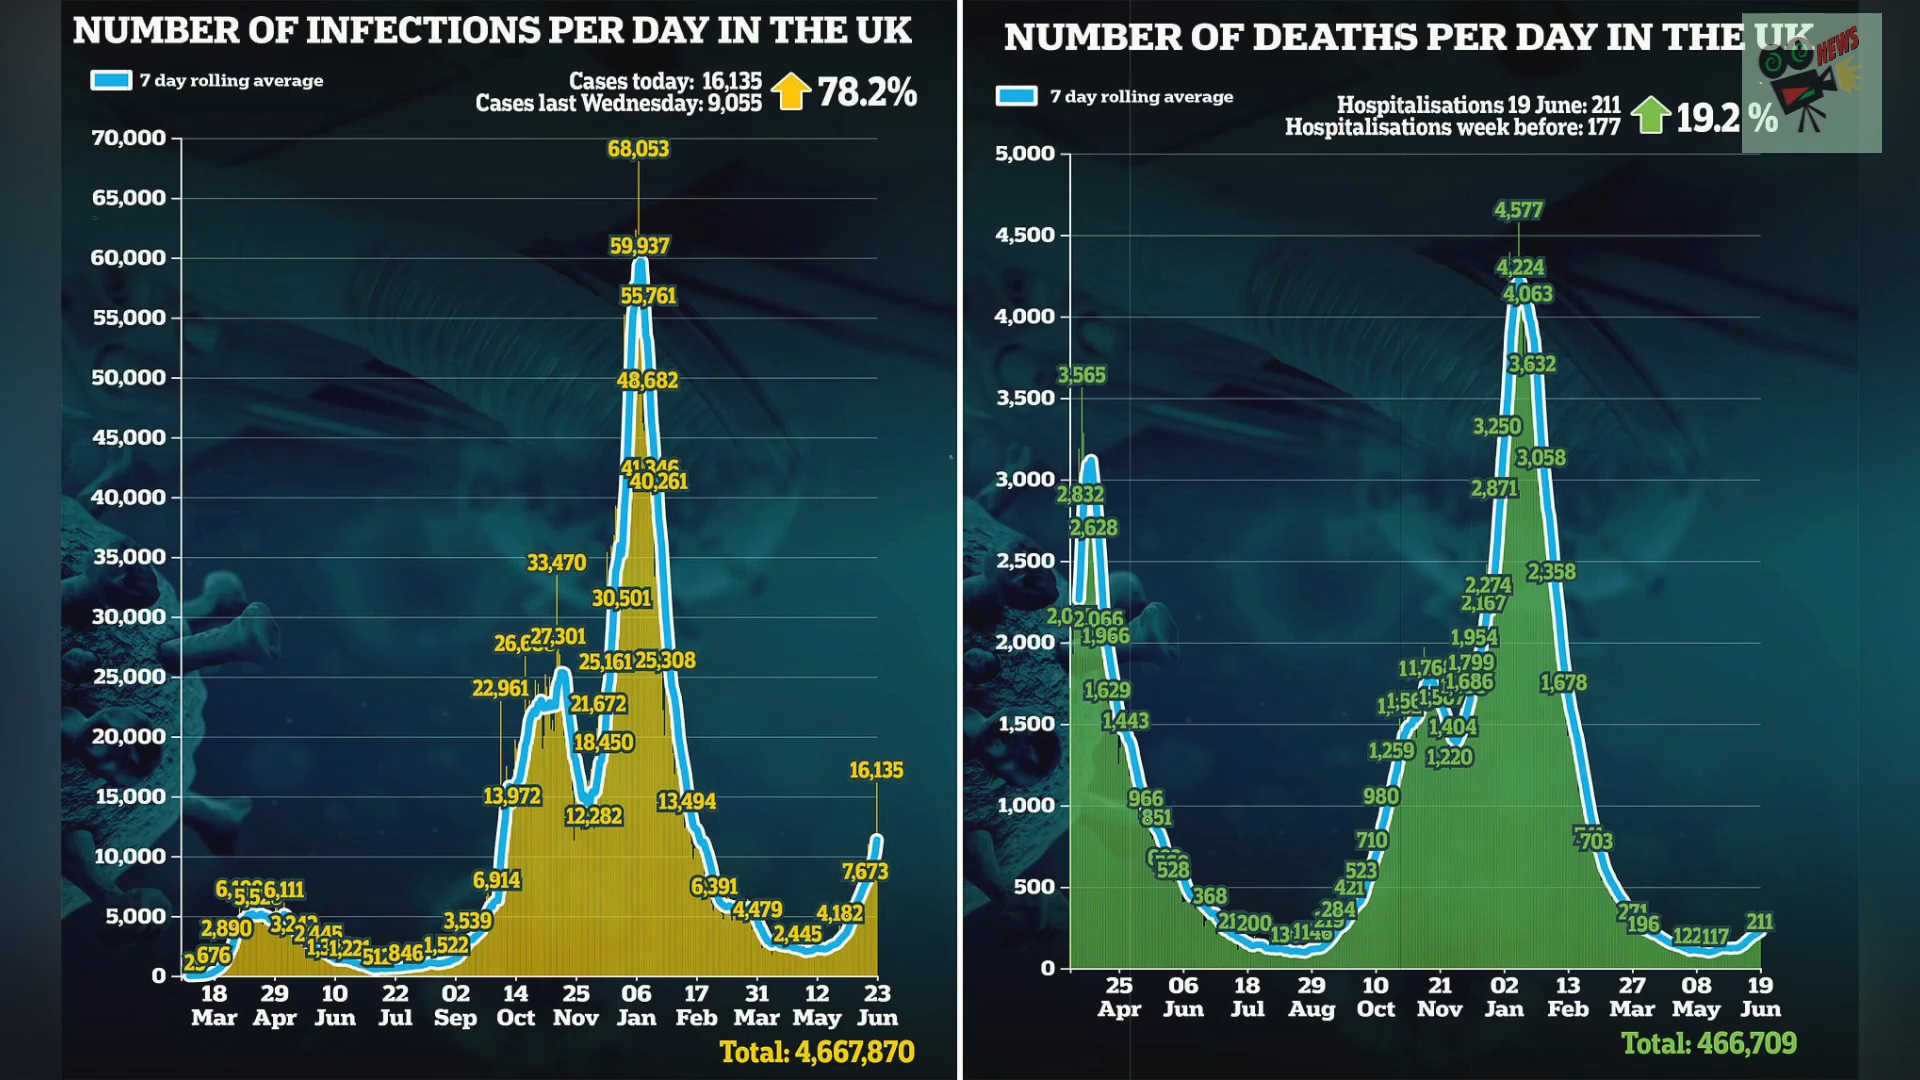 NUMBER OF INFECTIONS PER DAY IN THE UK
7 day rolling average
Cases today: 16,135
Cases last Wednesday: 9,055
78.2%
70,000
65,000
60,000
55,000
50,000
45,000
40,000
35,000
30,000
25,000
20,000
15,000
10,000
5,000
0
68,053
59,937
55,761
48,682
40,261
33,470
30,501
27,301
25,161
25,308
22,961
21,672
18,450
16,135
13,972
13,494
12,282
7,673
6,914
6,391
6,111
4,479
4,182
3,539
2,890
2,445
2,445
1,522
846
676
18 Mar
29 Apr
10 Jun
22 Jul
02 Sep
14 Oct
25 Nov
06 Jan
17 Feb
31 Mar
12 May
23 Jun
Total: 4,667,870
NUMBER OF DEATHS PER DAY IN THE UK
NEWS
7 day rolling average
Hospitalisations 19 June: 211
Hospitalisations week before: 177
19.2 %
5,000
4,500
4,000
3,500
3,000
2,500
2,000
1,500
1,000
500
0
4,577
4,224
4,063
3,632
3,565
3,250
3,058
2,871
2,832
2,628
2,358
2,274
2,167
2,066
1,966
1,954
1,799
1,686
1,678
1,629
1,443
1,404
1,259
1,220
980
966
851
710
703
528
523
421
368
284
200
196
122
117
211
25 Apr
06 Jun
18 Jul
29 Aug
10 Oct
21 Nov
02 Jan
13 Feb
27 Mar
08 May
19 Jun
Total: 466,709